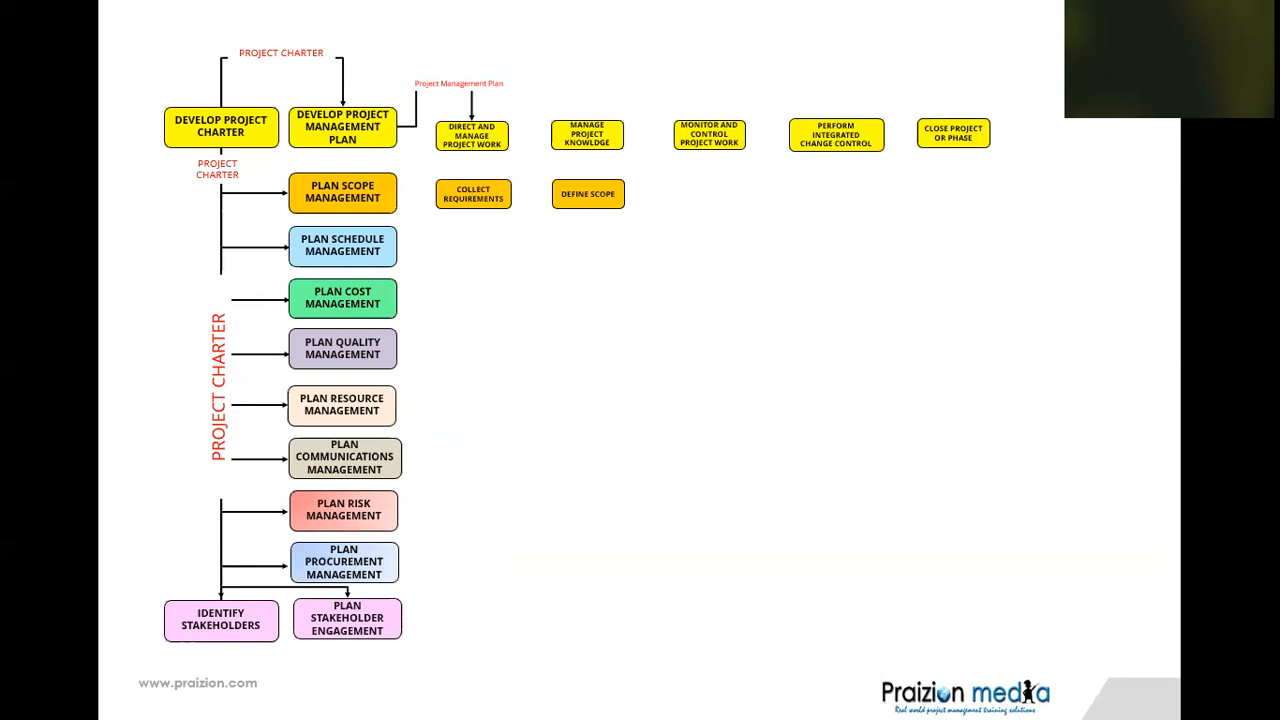 PROJECT CHARTER
Project Management Plan
DEVELOP PROJECT
CHARTER
DEVELOP PROJECT
MANAGEMENT
PLAN
DIRECT AND
MANAGE
PROJECT WORK
MANAGE
PROJECT
KNOWLDGE
MONITOR AND
CONTROL
PROJECT WORK
PERFORM
INTEGRATED
CHANGE CONTROL
CLOSE PROJECT
OR PHASE
PROJECT
CHARTER
PLAN SCOPE
MANAGEMENT
COLLECT
REQUIREMENTS
DEFINE SCOPE
PLAN SCHEDULE
MANAGEMENT
PLAN COST
MANAGEMENT
PROJECT CHARTER
PLAN QUALITY
MANAGEMENT
PLAN RESOURCE
MANAGEMENT
PLAN
COMMUNICATIONS
MANAGEMENT
PLAN RISK
MANAGEMENT
PLAN
PROCUREMENT
MANAGEMENT
IDENTIFY
STAKEHOLDERS
PLAN
STAKEHOLDER
ENGAGEMENT
www.praizion.com
Praizion media
Real world project management training solutions